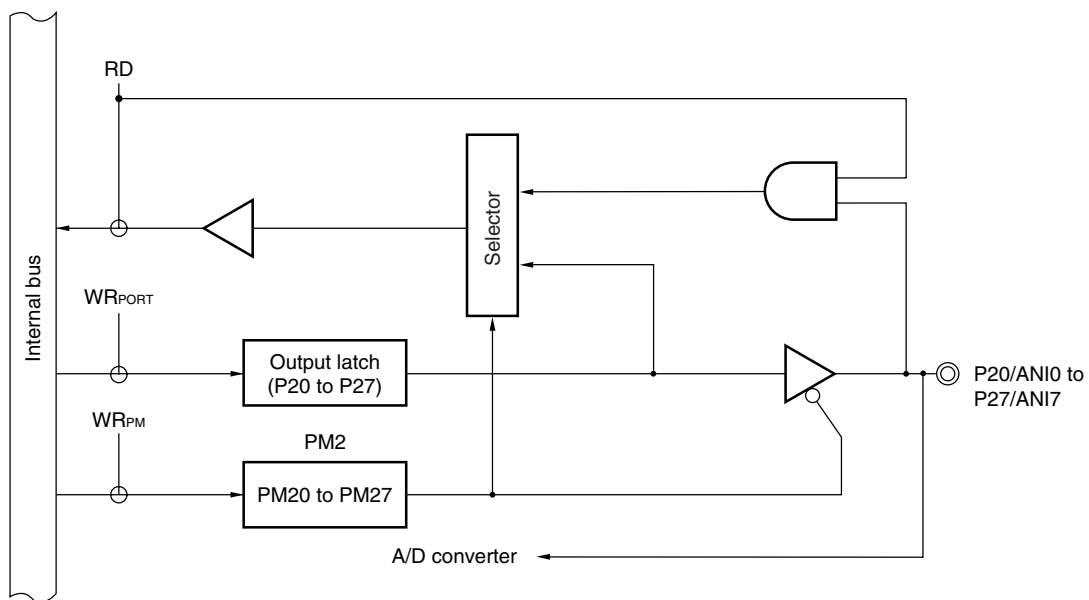 RD
Internal bus
Selector
WRPORT
Output latch
(P20 to P27)
P20/ANI0 to
P27/ANI7
WRPM
PM2
PM20 to PM27
A/D converter